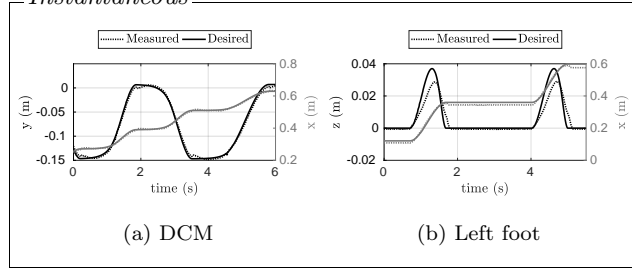 Instantaneous
Measured Desired
Measured Desired
y (m)
0
-0.05
-0.1
-0.15
0.8
0.6
0.4
0.2
x (m)
0 2 4 6
time (s)
z (m)
0.04
0.02
0
-0.02
0.6
0.4
0.2
0
x (m)
0 2 4
time (s)
(a) DCM
(b) Left foot